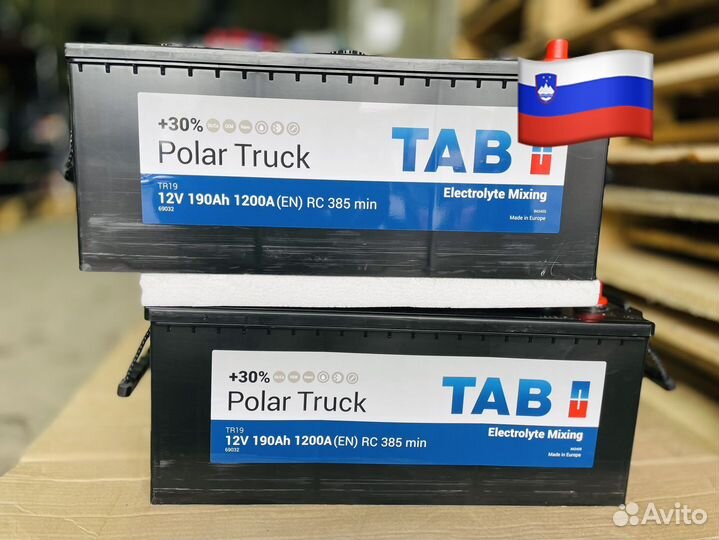 +30%
Polar Truck
TR19
12V 190Ah 1200A (EN) RC 385 min
69032
TAB
Electrolyte Mixing
Made in Europe
+30%
Polar Truck
TR19
12V 190Ah 1200A (EN) RC 385 min
69032
TAB
Electrolyte Mixing
Made in Europe
Avito